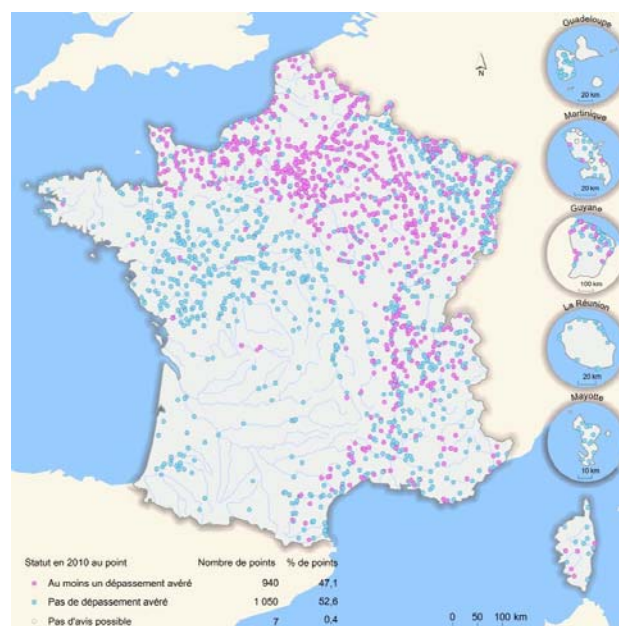 Guadeloupe
20 km
N
Martinique
20 km
Guyane
100 km
La Réunion
20 km
Mayotte
10 km
Statut en 2010 au point Nombre de points % de points
Au moins un dépassement avéré 940 47,1
Pas de dépassement avéré 1 050 52,6
Pas d'avis possible 7 0,4
0 50 100 km